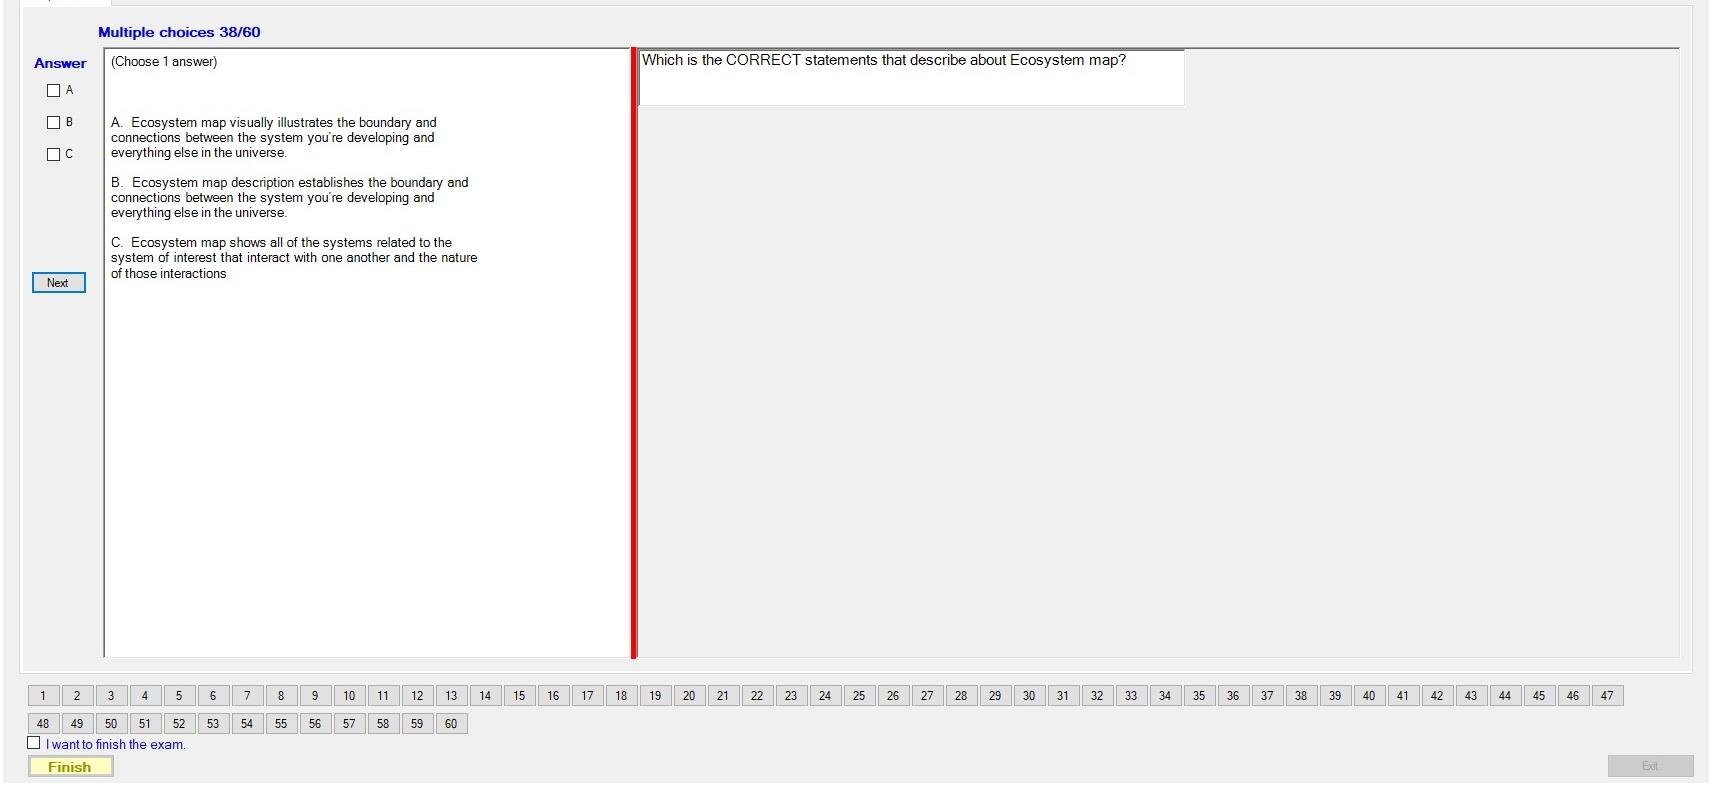 Multiple choices 38/60
Answer
A
B
C
Next
(Choose 1 answer)
A.  Ecosystem map visually illustrates the boundary and
connections between the system you're developing and
everything else in the universe.
B.  Ecosystem map description establishes the boundary and
connections between the system you're developing and
everything else in the universe.
C.  Ecosystem map shows all of the systems related to the
system of interest that interact with one another and the nature
of those interactions
Which is the CORRECT statements that describe about Ecosystem map?
1 2 3 4 5 6 7 8 9 10 11 12 13 14 15 16 17 18 19 20 21 22 23 24 25 26 27 28 29 30 31 32 33 34 35 36 37 38 39 40 41 42 43 44 45 46 47
48 49 50 51 52 53 54 55 56 57 58 59 60
I want to finish the exam.
Finish
Exit